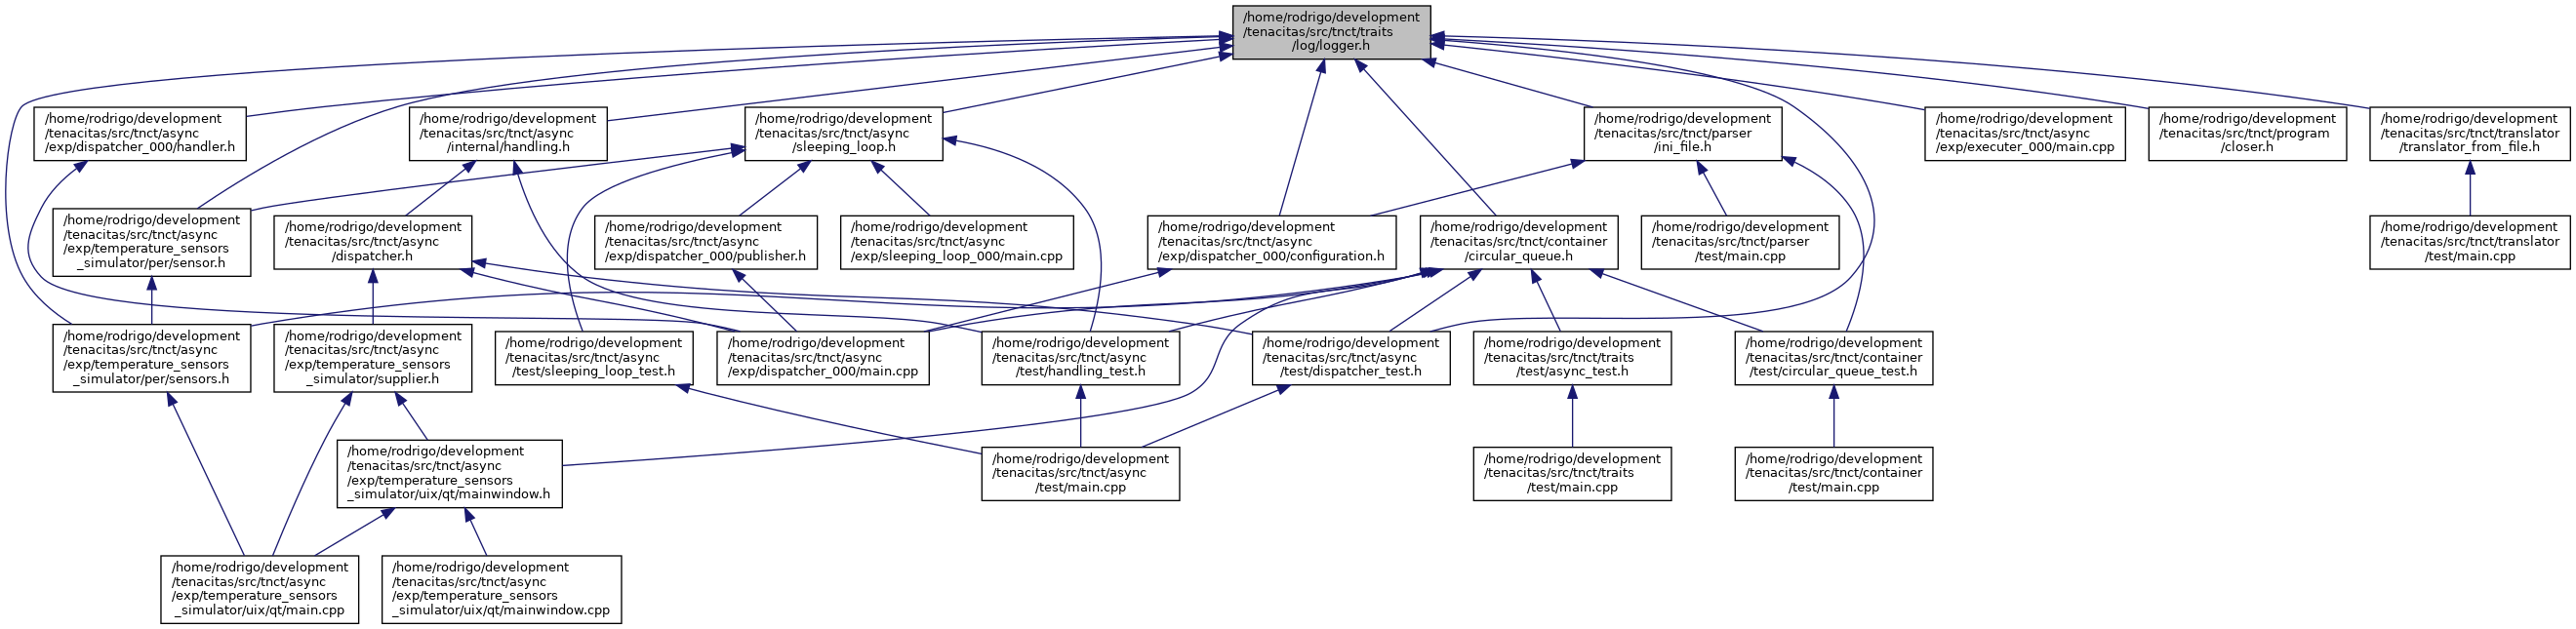 /home/rodrigo/development
/tenacitas/src/tnct/traits
/log/logger.h
/home/rodrigo/development
/tenacitas/src/tnct/async
/exp/dispatcher_000/handler.h
/home/rodrigo/development
/tenacitas/src/tnct/async
/internal/handling.h
/home/rodrigo/development
/tenacitas/src/tnct/async
/sleeping_loop.h
/home/rodrigo/development
/tenacitas/src/tnct/parser
/ini_file.h
/home/rodrigo/development
/tenacitas/src/tnct/async
/exp/executer_000/main.cpp
/home/rodrigo/development
/tenacitas/src/tnct/program
/closer.h
/home/rodrigo/development
/tenacitas/src/tnct/translator
/translator_from_file.h
/home/rodrigo/development
/tenacitas/src/tnct/async
/exp/temperature_sensors
_simulator/per/sensor.h
/home/rodrigo/development
/tenacitas/src/tnct/async
/dispatcher.h
/home/rodrigo/development
/tenacitas/src/tnct/async
/exp/dispatcher_000/publisher.h
/home/rodrigo/development
/tenacitas/src/tnct/async
/exp/sleeping_loop_000/main.cpp
/home/rodrigo/development
/tenacitas/src/tnct/async
/exp/dispatcher_000/configuration.h
/home/rodrigo/development
/tenacitas/src/tnct/container
/circular_queue.h
/home/rodrigo/development
/tenacitas/src/tnct/parser
/test/main.cpp
/home/rodrigo/development
/tenacitas/src/tnct/translator
/test/main.cpp
/home/rodrigo/development
/tenacitas/src/tnct/async
/exp/temperature_sensors
_simulator/per/sensors.h
/home/rodrigo/development
/tenacitas/src/tnct/async
/exp/temperature_sensors
_simulator/supplier.h
/home/rodrigo/development
/tenacitas/src/tnct/async
/test/sleeping_loop_test.h
/home/rodrigo/development
/tenacitas/src/tnct/async
/exp/dispatcher_000/main.cpp
/home/rodrigo/development
/tenacitas/src/tnct/async
/test/handling_test.h
/home/rodrigo/development
/tenacitas/src/tnct/async
/test/dispatcher_test.h
/home/rodrigo/development
/tenacitas/src/tnct/traits
/test/async_test.h
/home/rodrigo/development
/tenacitas/src/tnct/container
/test/circular_queue_test.h
/home/rodrigo/development
/tenacitas/src/tnct/async
/exp/temperature_sensors
_simulator/uix/qt/mainwindow.h
/home/rodrigo/development
/tenacitas/src/tnct/async
/test/main.cpp
/home/rodrigo/development
/tenacitas/src/tnct/traits
/test/main.cpp
/home/rodrigo/development
/tenacitas/src/tnct/container
/test/main.cpp
/home/rodrigo/development
/tenacitas/src/tnct/async
/exp/temperature_sensors
_simulator/uix/qt/main.cpp
/home/rodrigo/development
/tenacitas/src/tnct/async
/exp/temperature_sensors
_simulator/uix/qt/mainwindow.cpp